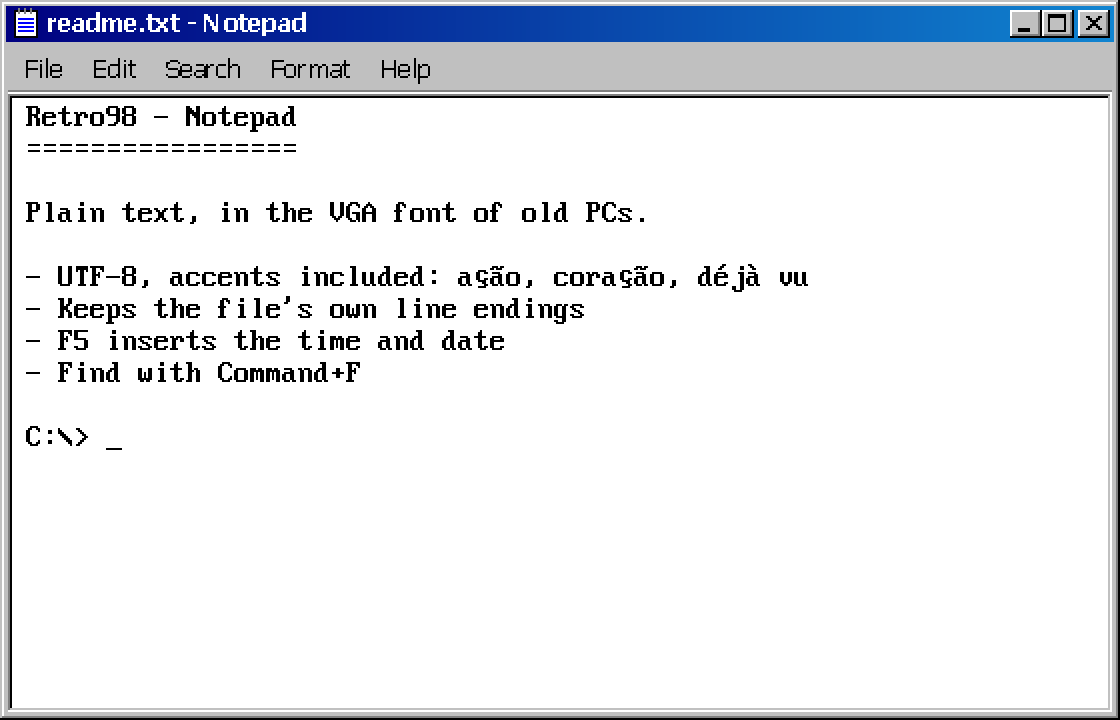 readme.txt - Notepad
File Edit Search Format Help
Retro98 - Notepad
=================
Plain text, in the VGA font of old PCs.
- UTF-8, accents included: ação, coração, déjà vu
- Keeps the file's own line endings
- F5 inserts the time and date
- Find with Command+F
C:\> _